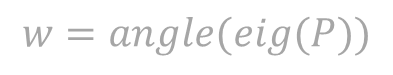 w = angle(eig(P))